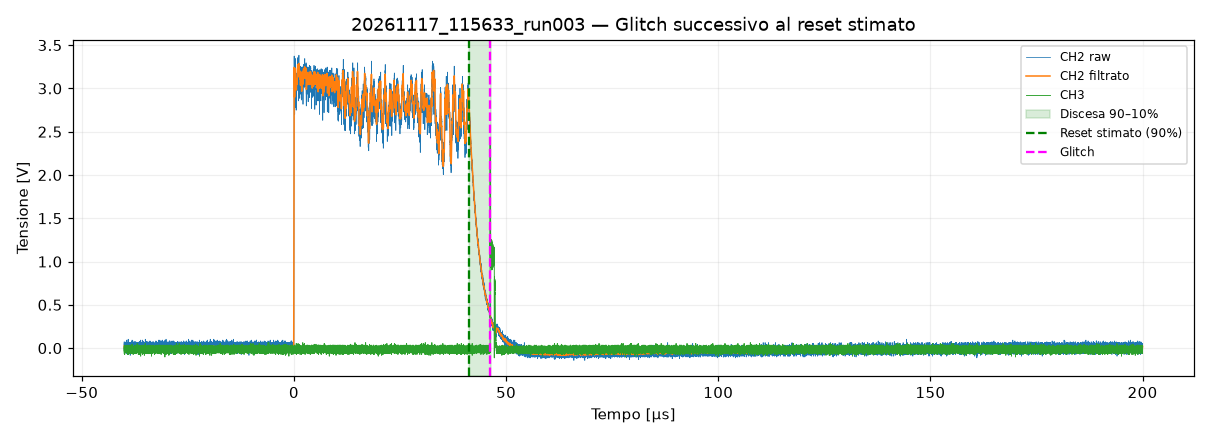 20261117_115633_run003 — Glitch successivo al reset stimato
Tensione [V]
3.5
3.0
2.5
2.0
1.5
1.0
0.5
0.0
−50
0
50
100
150
200
Tempo [µs]
CH2 raw
CH2 filtrato
CH3
Discesa 90–10%
Reset stimato (90%)
Glitch